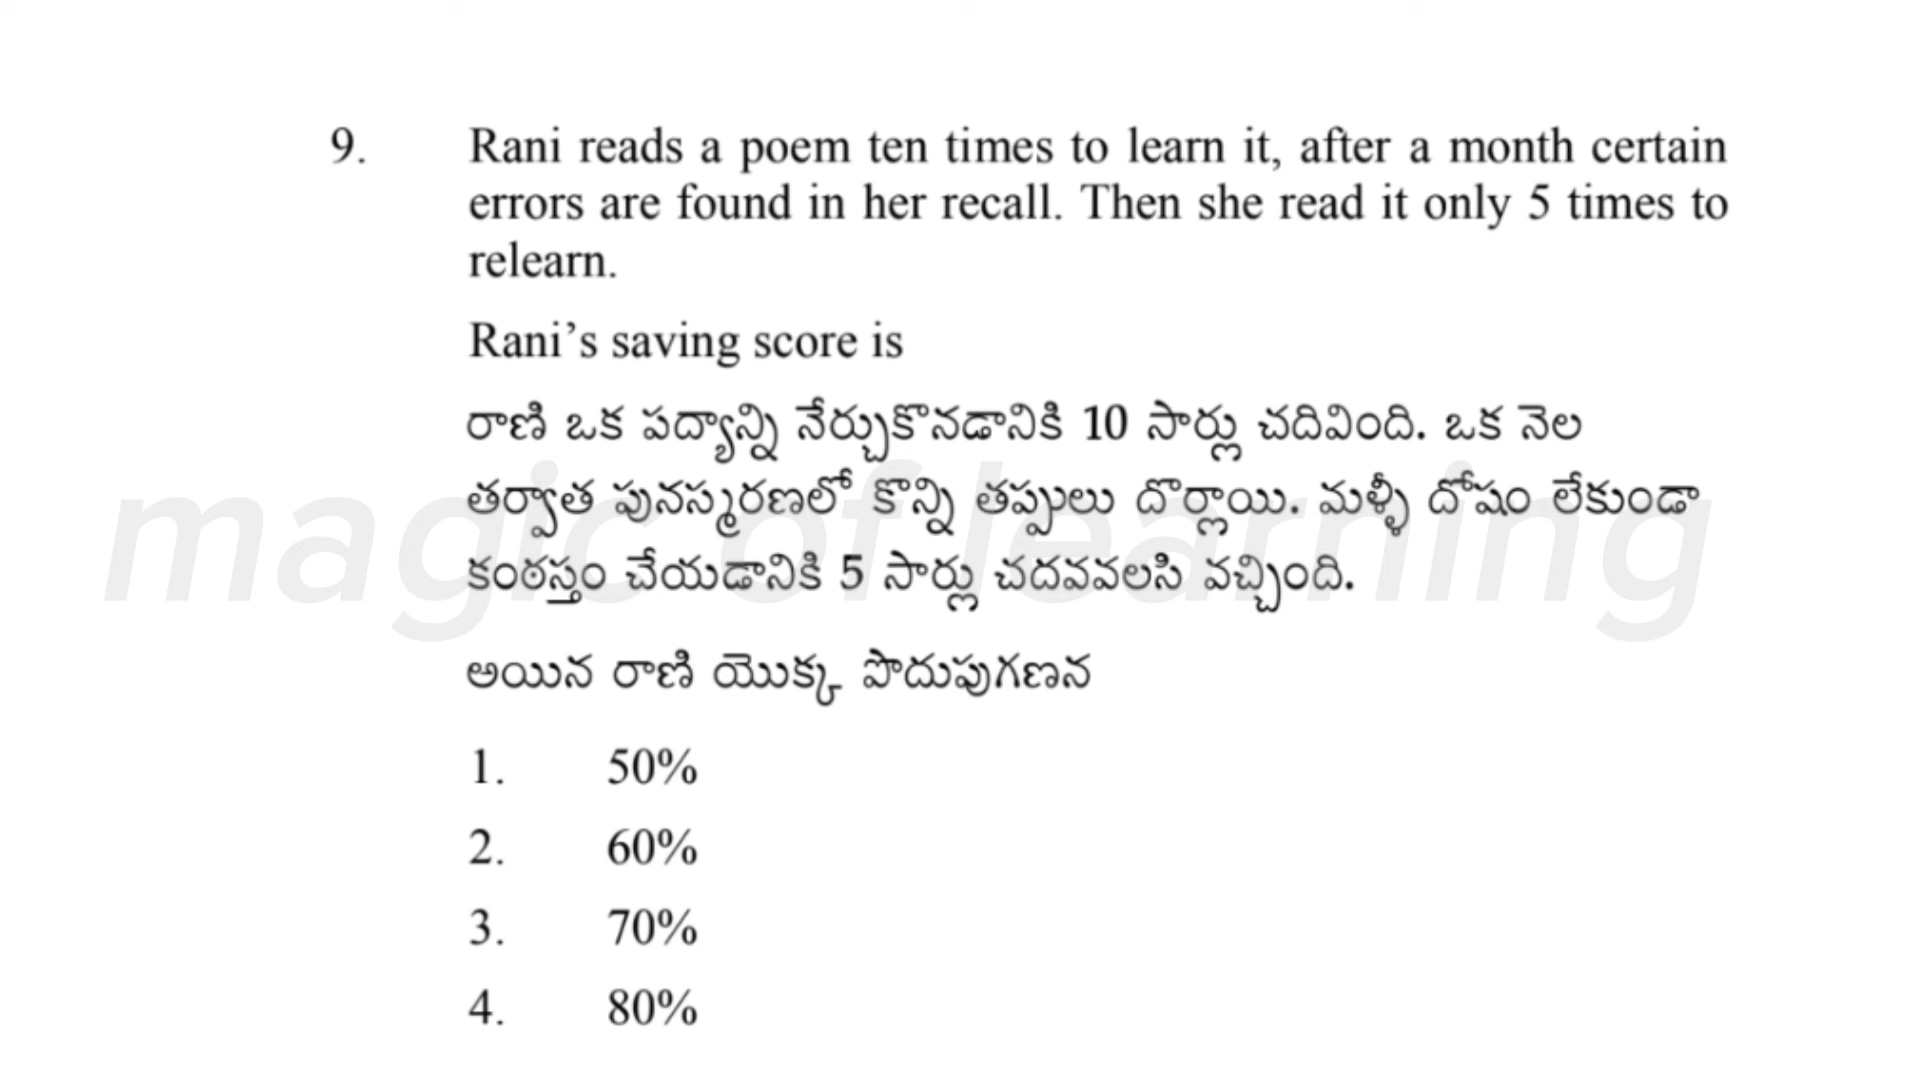 9. Rani reads a poem ten times to learn it, after a month certain
errors are found in her recall. Then she read it only 5 times to
relearn.
Rani’s saving score is
రాణి ఒక పద్యాన్ని నేర్చుకొనడానికి 10 సార్లు చదివింది. ఒక నెల
తర్వాత పునస్మరణలో కొన్ని తప్పులు దొర్లాయి. మళ్ళీ దోషం లేకుండా
కంఠస్తం చేయడానికి 5 సార్లు చదవవలసి వచ్చింది.
magic of learning
అయిన రాణి యొక్క పొదుపుగణన
1. 50%
2. 60%
3. 70%
4. 80%